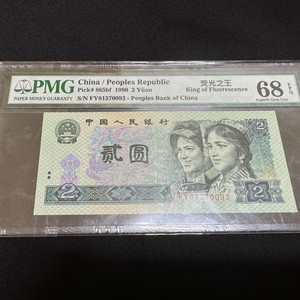 PMG
PAPER MONEY GUARANTY
China / Peoples Republic
Pick# 885bf 1990 2 Yüan
S/N FY81370093 - Peoples Bank of China
荧光之王
King of Fluorescence
68 EPQ
Superb Gem Unc
中国人民银行
贰圆
2
2
FY81370093